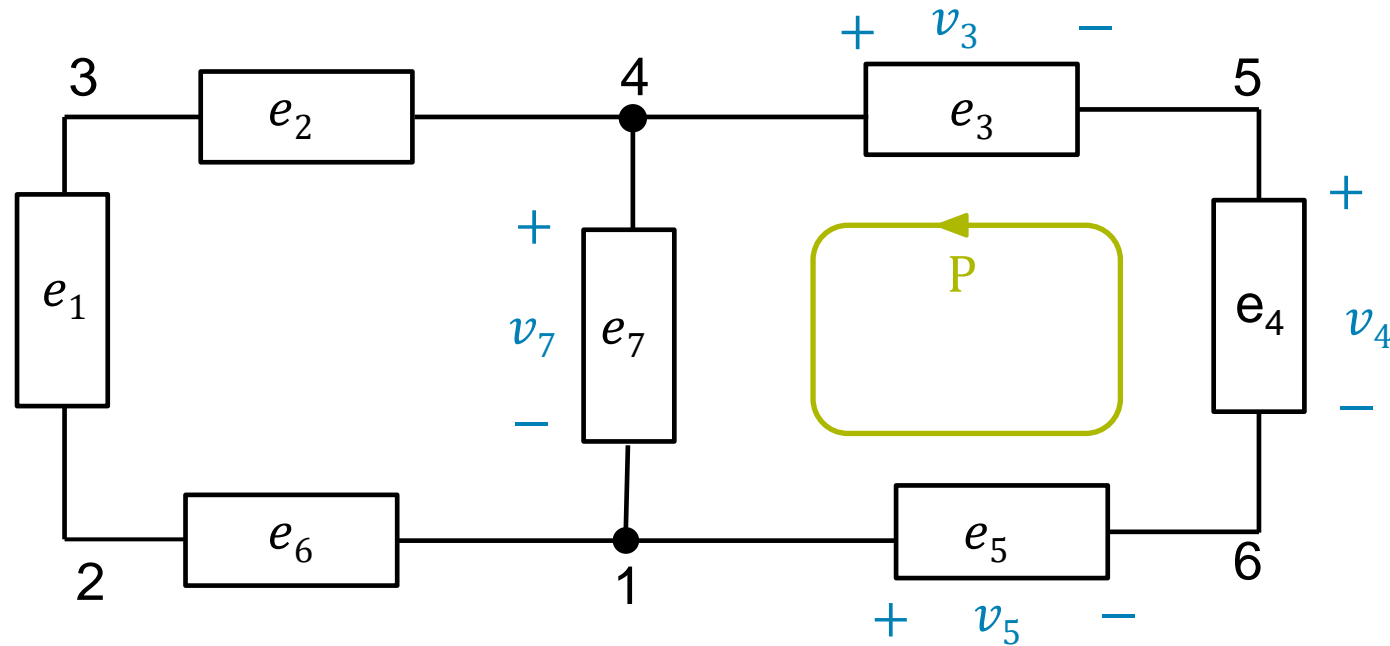 + v₃ −
3 4 5
e₂ e₃
+ +
P
e₁ v₇ e₇ e₄ v₄
− −
e₆ e₅
2 1 6
+ v₅ −